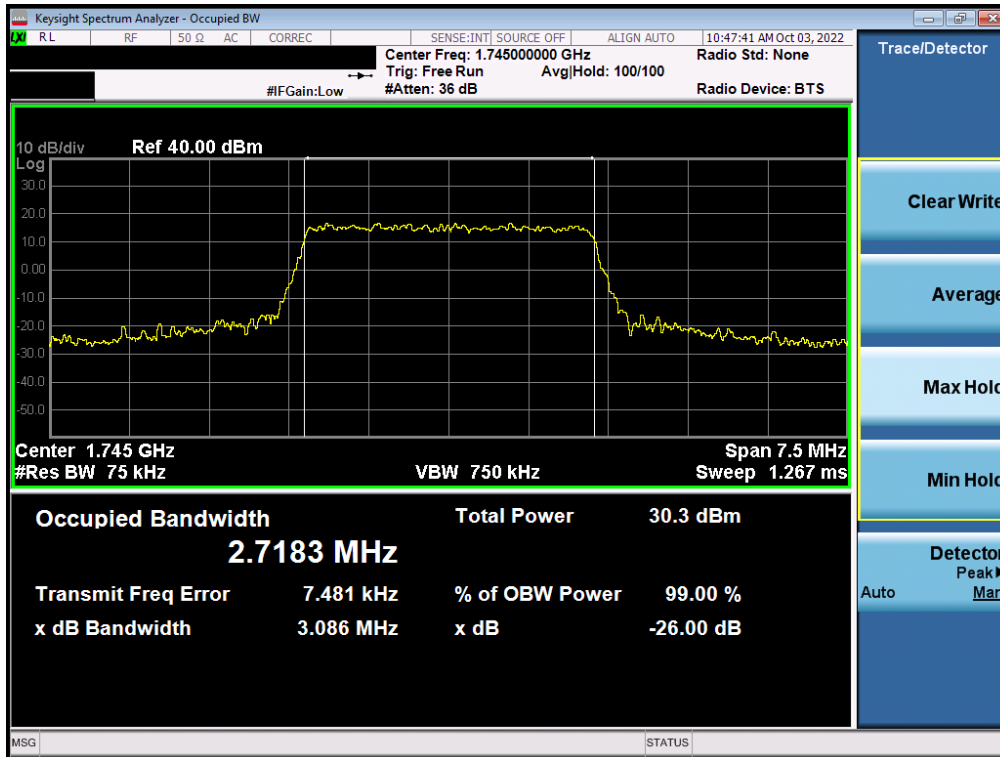 Keysight Spectrum Analyzer - Occupied BW
LXI RL RF 50 Ω AC CORREC SENSE:INT SOURCE OFF ALIGN AUTO 10:47:41 AM Oct 03, 2022
Center Freq: 1.745000000 GHz Radio Std: None
Trig: Free Run Avg|Hold: 100/100
#IFGain:Low #Atten: 36 dB Radio Device: BTS
10 dB/div Ref 40.00 dBm
Log
30.0
20.0
10.0
0.00
-10.0
-20.0
-30.0
-40.0
-50.0
Center 1.745 GHz Span 7.5 MHz
#Res BW 75 kHz VBW 750 kHz Sweep 1.267 ms
Occupied Bandwidth Total Power 30.3 dBm
2.7183 MHz
Transmit Freq Error 7.481 kHz % of OBW Power 99.00 %
x dB Bandwidth 3.086 MHz x dB -26.00 dB
MSG STATUS
Trace/Detector
Clear Write
Average
Max Hold
Min Hold
Detector
Peak▶
Auto Man